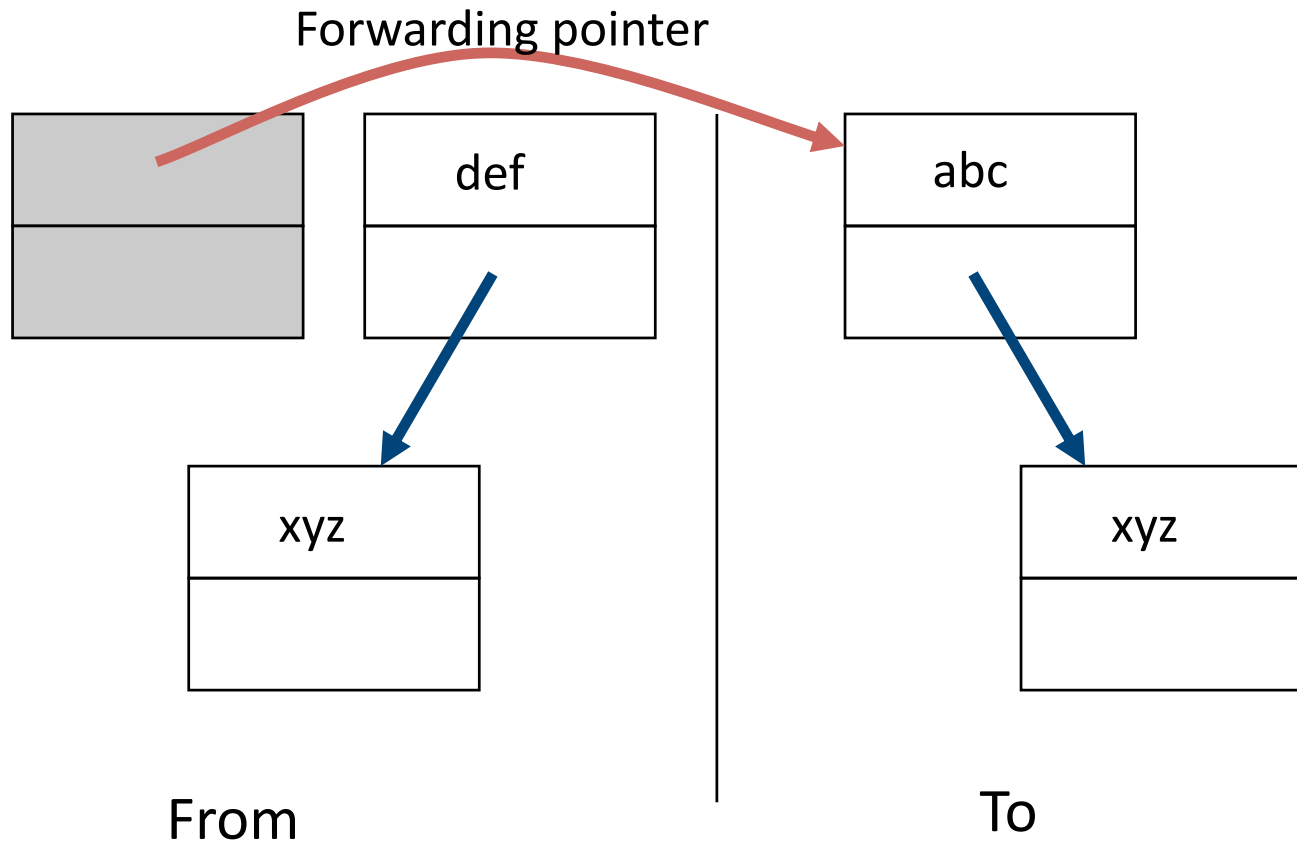 Forwarding pointer
def
abc
xyz
xyz
From
To